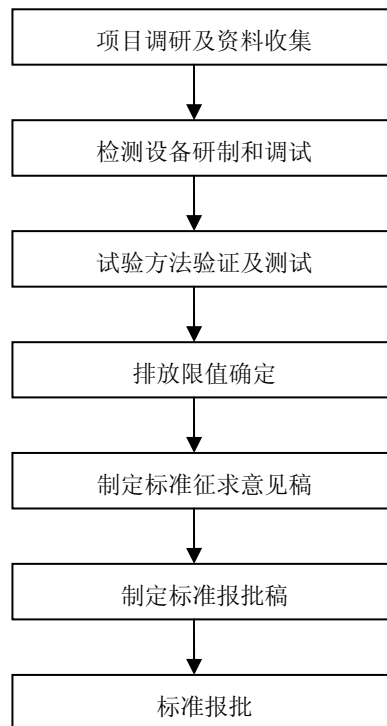 项目调研及资料收集
检测设备研制和调试
试验方法验证及测试
排放限值确定
制定标准征求意见稿
制定标准报批稿
标准报批